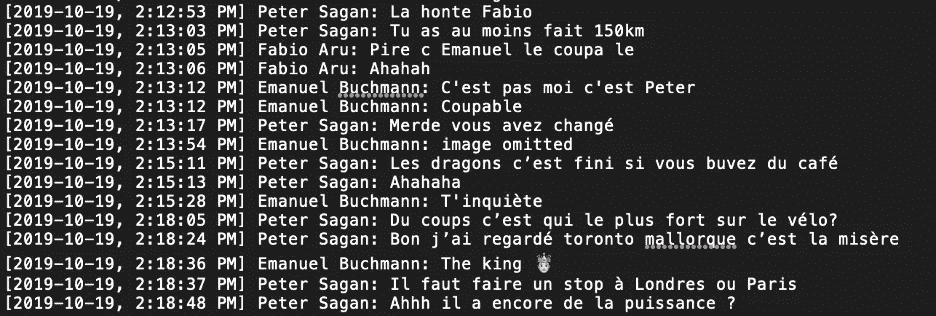 [2019-10-19, 2:12:53 PM] Peter Sagan: La honte Fabio
[2019-10-19, 2:13:03 PM] Peter Sagan: Tu as au moins fait 150km
[2019-10-19, 2:13:05 PM] Fabio Aru: Pire c Emanuel le coupa le
[2019-10-19, 2:13:06 PM] Fabio Aru: Ahahah
[2019-10-19, 2:13:12 PM] Emanuel Buchmann: C'est pas moi c'est Peter
[2019-10-19, 2:13:12 PM] Emanuel Buchmann: Coupable
[2019-10-19, 2:13:17 PM] Peter Sagan: Merde vous avez changé
[2019-10-19, 2:13:54 PM] Emanuel Buchmann: image omitted
[2019-10-19, 2:15:11 PM] Peter Sagan: Les dragons c’est fini si vous buvez du café
[2019-10-19, 2:15:13 PM] Peter Sagan: Ahahaha
[2019-10-19, 2:15:28 PM] Emanuel Buchmann: T'inquiète
[2019-10-19, 2:18:05 PM] Peter Sagan: Du coups c’est qui le plus fort sur le vélo?
[2019-10-19, 2:18:24 PM] Peter Sagan: Bon j’ai regardé toronto mallorque c’est la misère
[2019-10-19, 2:18:36 PM] Emanuel Buchmann: The king 🤴
[2019-10-19, 2:18:37 PM] Peter Sagan: Il faut faire un stop à Londres ou Paris
[2019-10-19, 2:18:48 PM] Peter Sagan: Ahhh il a encore de la puissance ?